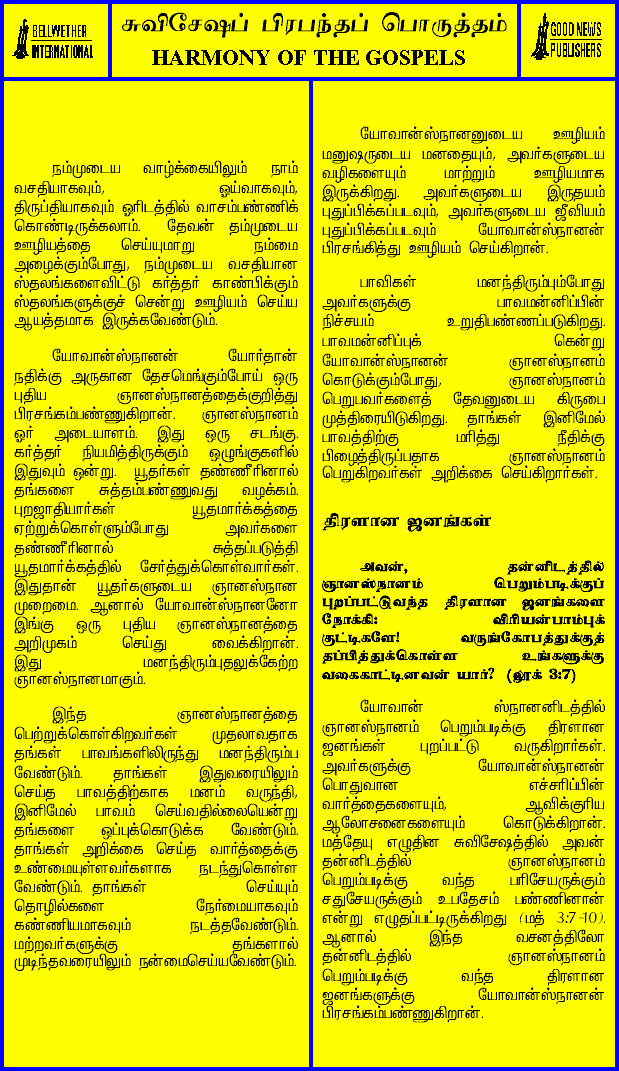 BELLWETHER
INTERNATIONAL
சுவிசேஷப் பிரபந்தப் பொருத்தம்
HARMONY OF THE GOSPELS
GOOD NEWS
PUBLISHERS
நம்முடைய வாழ்க்கையிலும் நாம்
வசதியாகவும், ஓய்வாகவும்,
திருப்தியாகவும் ஓரிடத்தில் வாசம்பண்ணிக்
கொண்டிருக்கலாம். தேவன் தம்முடைய
ஊழியத்தை செய்யுமாறு நம்மை
அழைக்கும்போது, நம்முடைய வசதியான
ஸ்தலங்களைவிட்டு கர்த்தர் காண்பிக்கும்
ஸ்தலங்களுக்குச் சென்று ஊழியம் செய்ய
ஆயத்தமாக இருக்கவேண்டும்.
யோவான்ஸ்நானன் யோர்தான்
நதிக்கு அருகான தேசமெங்கும்போய் ஒரு
புதிய ஞானஸ்நானத்தைக்குறித்து
பிரசங்கம்பண்ணுகிறான். ஞானஸ்நானம்
ஓர் அடையாளம். இது ஒரு சடங்கு.
கர்த்தர் நியமித்திருக்கும் ஒழுங்குகளில்
இதுவும் ஒன்று. யூதர்கள் தண்ணீரினால்
தங்களை சுத்தம்பண்ணுவது வழக்கம்.
புறஜாதியார்கள் யூதமார்க்கத்தை
ஏற்றுக்கொள்ளும்போது அவர்களை
தண்ணீரினால் சுத்தப்படுத்தி
யூதமார்க்கத்தில் சேர்த்துக்கொள்வார்கள்.
இதுதான் யூதர்களுடைய ஞானஸ்நான
முறைமை. ஆனால் யோவான்ஸ்நானனோ
இங்கு ஒரு புதிய ஞானஸ்நானத்தை
அறிமுகம் செய்து வைக்கிறான்.
இது மனந்திரும்புதலுக்கேற்ற
ஞானஸ்நானமாகும்.
இந்த ஞானஸ்நானத்தை
பெற்றுக்கொள்கிறவர்கள் முதலாவதாக
தங்கள் பாவங்களிலிருந்து மனந்திரும்ப
வேண்டும். தாங்கள் இதுவரையிலும்
செய்த பாவத்திற்காக மனம் வருந்தி,
இனிமேல் பாவம் செய்வதில்லையென்று
தங்களை ஒப்புக்கொடுக்க வேண்டும்.
தாங்கள் அறிக்கை செய்த வார்த்தைக்கு
உண்மையுள்ளவர்களாக நடந்துகொள்ள
வேண்டும். தாங்கள் செய்யும்
தொழில்களை நேர்மையாகவும்
கண்ணியமாகவும் நடத்தவேண்டும்.
மற்றவர்களுக்கு தங்களால்
முடிந்தவரையிலும் நன்மைசெய்யவேண்டும்.
யோவான்ஸ்நானனுடைய ஊழியம்
மனுஷருடைய மனதையும், அவர்களுடைய
வழிகளையும் மாற்றும் ஊழியமாக
இருக்கிறது. அவர்களுடைய இருதயம்
புதுப்பிக்கப்படவும், அவர்களுடைய ஜீவியம்
புதுப்பிக்கப்படவும் யோவான்ஸ்நானன்
பிரசங்கித்து ஊழியம் செய்கிறான்.
பாவிகள் மனந்திரும்பும்போது
அவர்களுக்கு பாவமன்னிப்பின்
நிச்சயம் உறுதிபண்ணப்படுகிறது.
பாவமன்னிப்புக் கென்று
யோவான்ஸ்நானன் ஞானஸ்நானம்
கொடுக்கும்போது, ஞானஸ்நானம்
பெறுபவர்களைத் தேவனுடைய கிருபை
முத்திரையிடுகிறது. தாங்கள் இனிமேல்
பாவத்திற்கு மரித்து நீதிக்கு
பிழைத்திருப்பதாக ஞானஸ்நானம்
பெறுகிறவர்கள் அறிக்கை செய்கிறார்கள்.
திரளான ஜனங்கள்
அவன், தன்னிடத்தில்
ஞானஸ்நானம் பெறும்படிக்குப்
புறப்பட்டுவந்த திரளான ஜனங்களை
நோக்கி: விரியன்பாம்புக்
குட்டிகளே! வருங்கோபத்துக்குத்
தப்பித்துக்கொள்ள உங்களுக்கு
வகைகாட்டினவன் யார்? (லூக் 3:7)
யோவான் ஸ்நானனிடத்தில்
ஞானஸ்நானம் பெறும்படிக்கு திரளான
ஜனங்கள் புறப்பட்டு வருகிறார்கள்.
அவர்களுக்கு யோவான்ஸ்நானன்
பொதுவான எச்சரிப்பின்
வார்த்தைகளையும், ஆவிக்குரிய
ஆலோசனைகளையும் கொடுக்கிறான்.
மத்தேயு எழுதின சுவிசேஷத்தில் அவன்
தன்னிடத்தில் ஞானஸ்நானம்
பெறும்படிக்கு வந்த பரிசேயருக்கும்
சதுசேயருக்கும் உபதேசம் பண்ணினான்
என்று எழுதப்பட்டிருக்கிறது (மத் 3:7-10).
ஆனால் இந்த வசனத்திலோ
தன்னிடத்தில் ஞானஸ்நானம்
பெறும்படிக்கு வந்த திரளான
ஜனங்களுக்கு யோவான்ஸ்நானன்
பிரசங்கம்பண்ணுகிறான்.